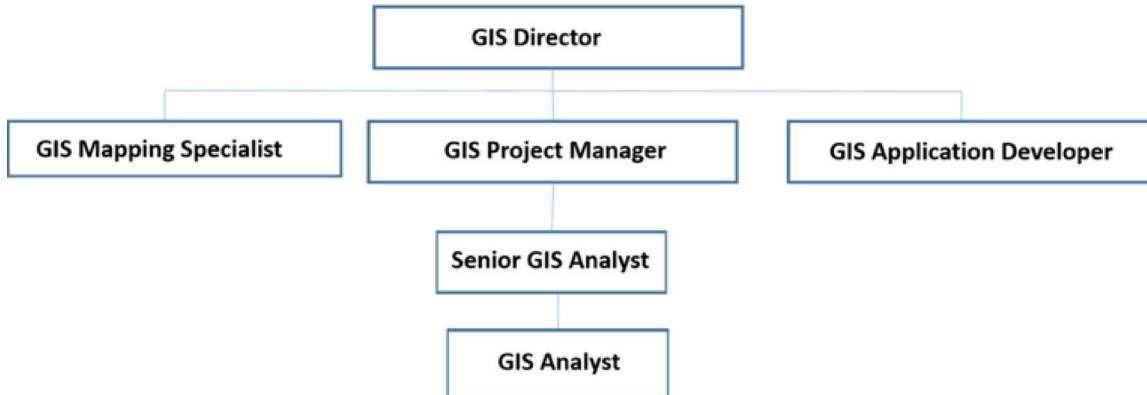 GIS Director
GIS Mapping Specialist
GIS Project Manager
GIS Application Developer
Senior GIS Analyst
GIS Analyst